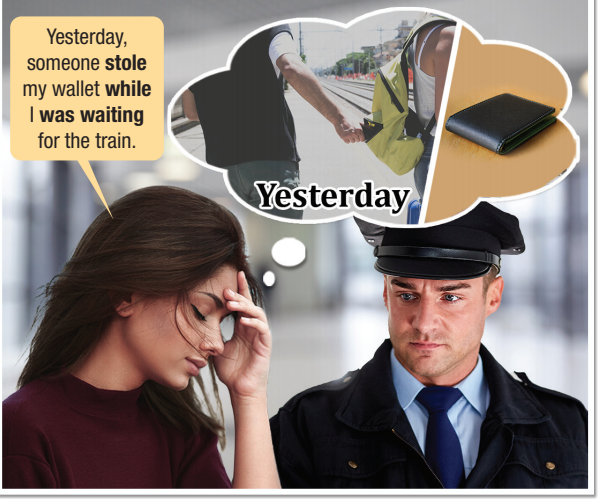 Yesterday,
someone stole
my wallet while
I was waiting
for the train.
Yesterday